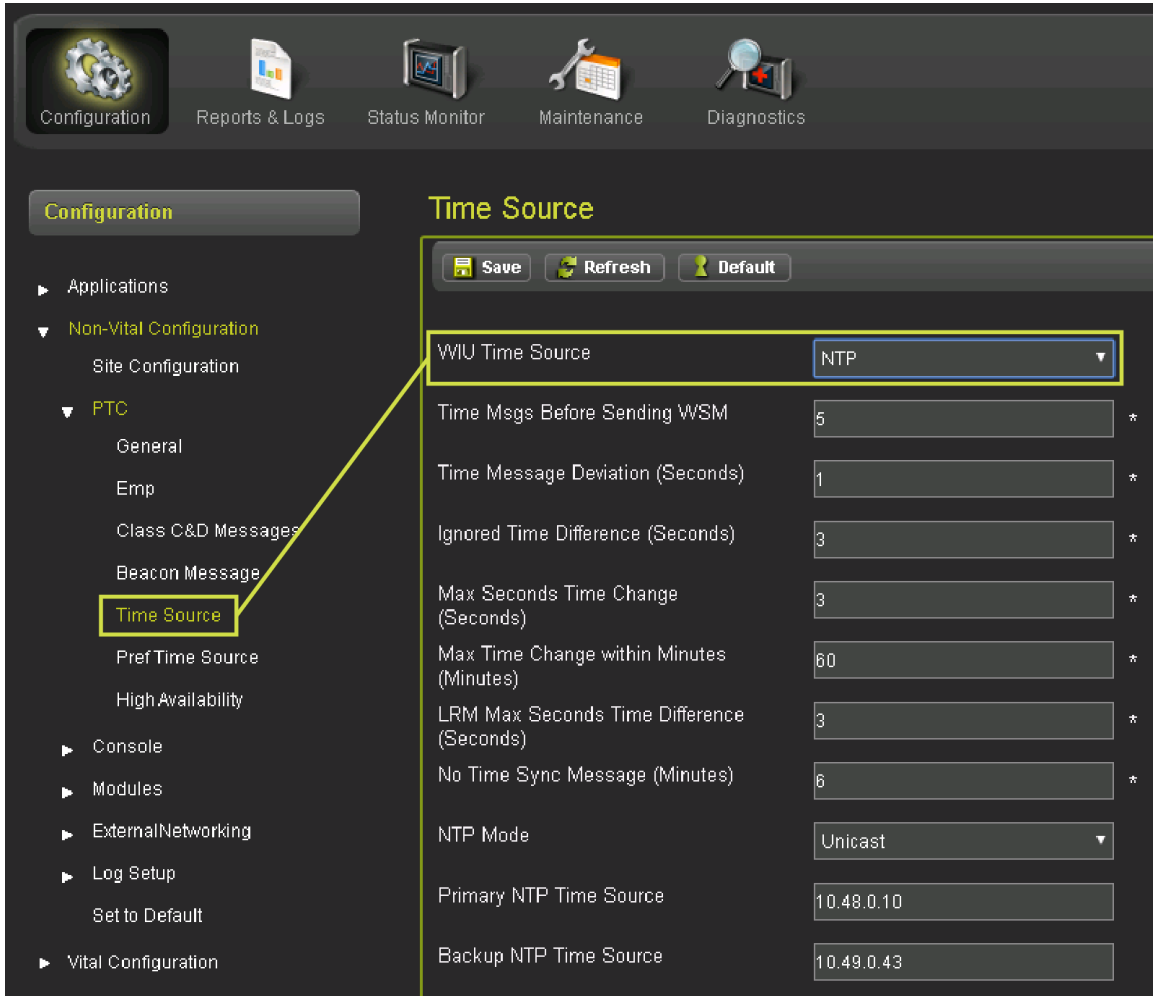 Configuration
Reports & Logs
Status Monitor
Maintenance
Diagnostics
Configuration
Applications
Non-Vital Configuration
Site Configuration
PTC
General
Emp
Class C&D Messages
Beacon Message
Time Source
Pref Time Source
High Availability
Console
Modules
ExternalNetworking
Log Setup
Set to Default
Vital Configuration
Time Source
Save
Refresh
Default
WIU Time Source
NTP
Time Msgs Before Sending WSM
5 *
Time Message Deviation (Seconds)
1 *
Ignored Time Difference (Seconds)
3 *
Max Seconds Time Change
(Seconds)
3 *
Max Time Change within Minutes
(Minutes)
60 *
LRM Max Seconds Time Difference
(Seconds)
3 *
No Time Sync Message (Minutes)
6 *
NTP Mode
Unicast
Primary NTP Time Source
10.48.0.10
Backup NTP Time Source
10.49.0.43